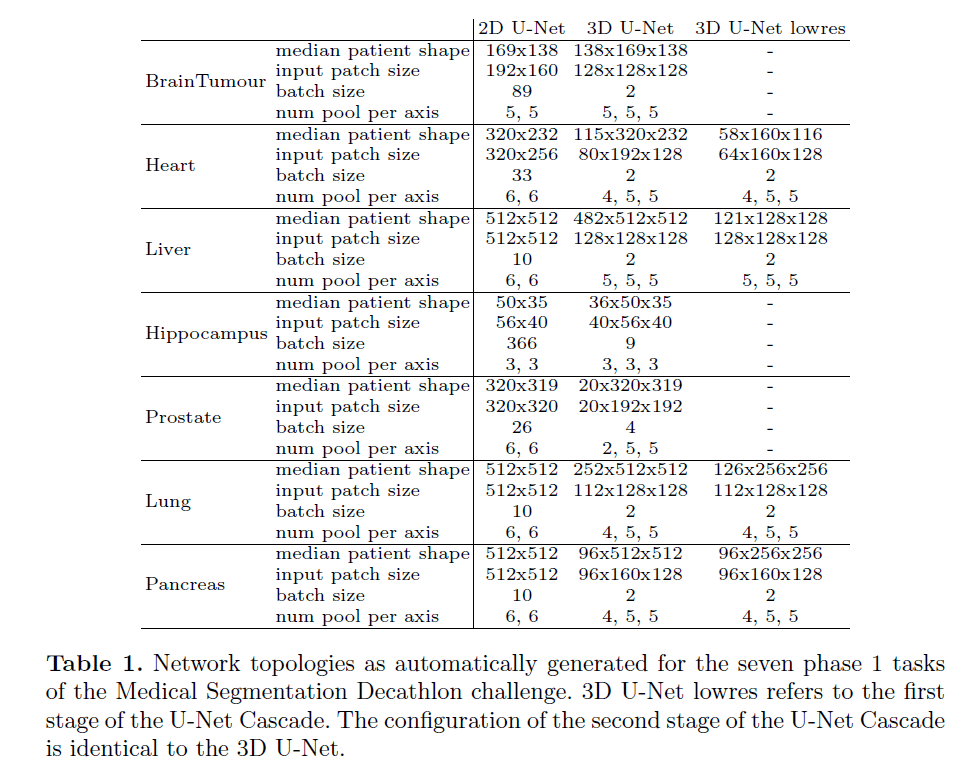 2D U-Net 3D U-Net 3D U-Net lowres
BrainTumour
median patient shape 169x138 138x169x138 -
input patch size 192x160 128x128x128 -
batch size 89 2 -
num pool per axis 5, 5 5, 5, 5 -
Heart
median patient shape 320x232 115x320x232 58x160x116
input patch size 320x256 80x192x128 64x160x128
batch size 33 2 2
num pool per axis 6, 6 4, 5, 5 4, 5, 5
Liver
median patient shape 512x512 482x512x512 121x128x128
input patch size 512x512 128x128x128 128x128x128
batch size 10 2 2
num pool per axis 6, 6 5, 5, 5 5, 5, 5
Hippocampus
median patient shape 50x35 36x50x35 -
input patch size 56x40 40x56x40 -
batch size 366 9 -
num pool per axis 3, 3 3, 3, 3 -
Prostate
median patient shape 320x319 20x320x319 -
input patch size 320x320 20x192x192 -
batch size 26 4 -
num pool per axis 6, 6 2, 5, 5 -
Lung
median patient shape 512x512 252x512x512 126x256x256
input patch size 512x512 112x128x128 112x128x128
batch size 10 2 2
num pool per axis 6, 6 4, 5, 5 4, 5, 5
Pancreas
median patient shape 512x512 96x512x512 96x256x256
input patch size 512x512 96x160x128 96x160x128
batch size 10 2 2
num pool per axis 6, 6 4, 5, 5 4, 5, 5
Table 1. Network topologies as automatically generated for the seven phase 1 tasks
of the Medical Segmentation Decathlon challenge. 3D U-Net lowres refers to the first
stage of the U-Net Cascade. The configuration of the second stage of the U-Net Cascade
is identical to the 3D U-Net.